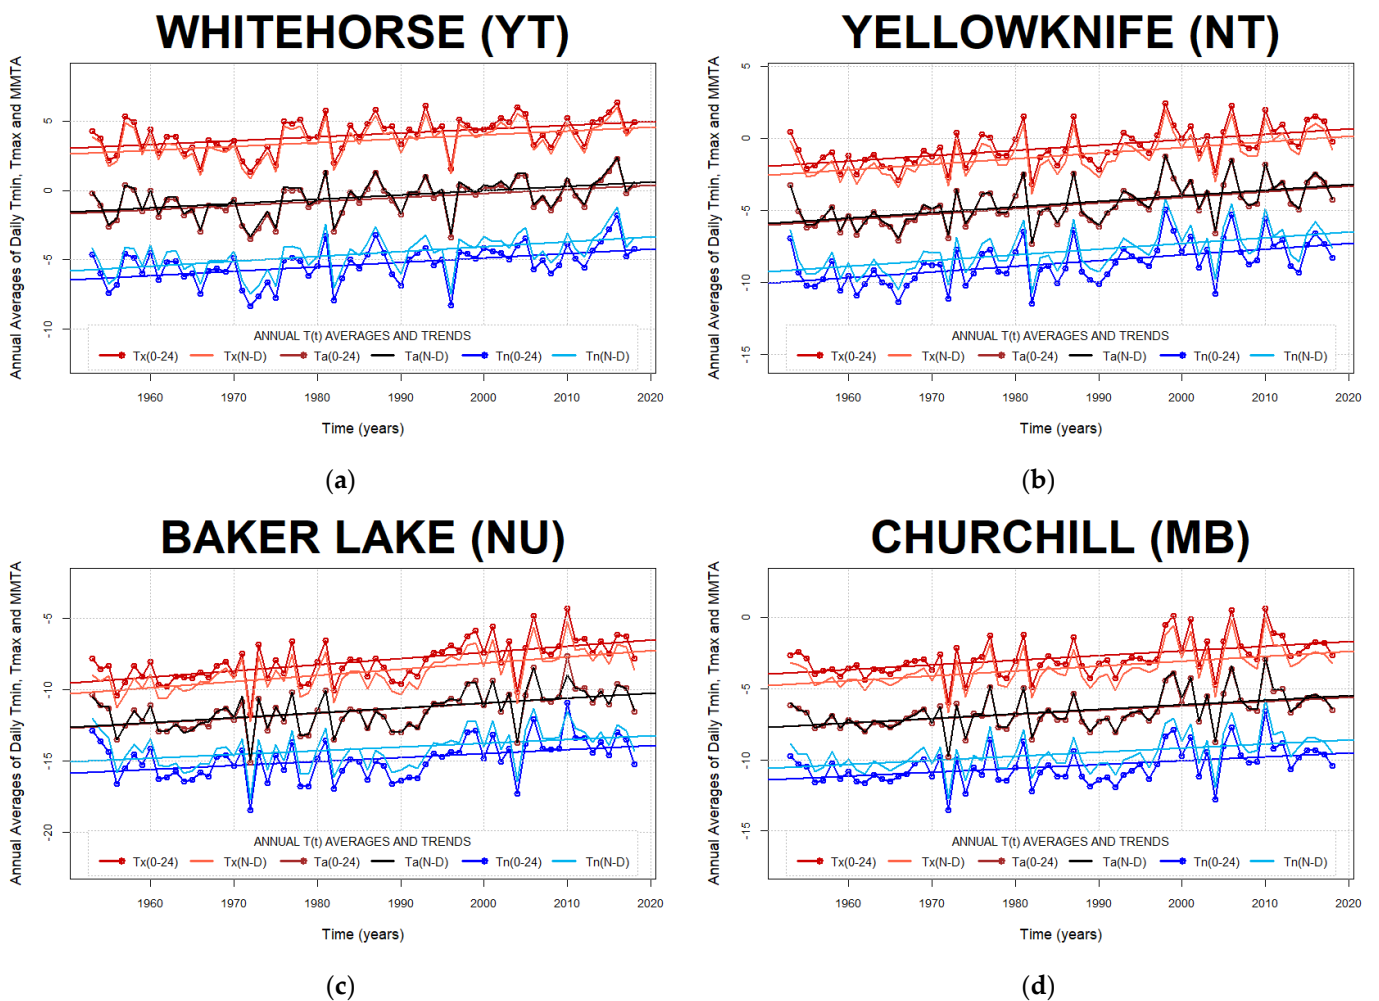 WHITEHORSE (YT)
Annual Averages of Daily Tmin, Tmax and MMTA
5
0
-5
-10
ANNUAL T(t) AVERAGES AND TRENDS
Tx(0-24) Tx(N-D) Ta(0-24) Ta(N-D) Tn(0-24) Tn(N-D)
1960 1970 1980 1990 2000 2010 2020
Time (years)
(a)
YELLOWKNIFE (NT)
Annual Averages of Daily Tmin, Tmax and MMTA
5
0
-5
-10
-15
ANNUAL T(t) AVERAGES AND TRENDS
Tx(0-24) Tx(N-D) Ta(0-24) Ta(N-D) Tn(0-24) Tn(N-D)
1960 1970 1980 1990 2000 2010 2020
Time (years)
(b)
BAKER LAKE (NU)
Annual Averages of Daily Tmin, Tmax and MMTA
-5
-10
-15
-20
ANNUAL T(t) AVERAGES AND TRENDS
Tx(0-24) Tx(N-D) Ta(0-24) Ta(N-D) Tn(0-24) Tn(N-D)
1960 1970 1980 1990 2000 2010 2020
Time (years)
(c)
CHURCHILL (MB)
Annual Averages of Daily Tmin, Tmax and MMTA
0
-5
-10
-15
ANNUAL T(t) AVERAGES AND TRENDS
Tx(0-24) Tx(N-D) Ta(0-24) Ta(N-D) Tn(0-24) Tn(N-D)
1960 1970 1980 1990 2000 2010 2020
Time (years)
(d)